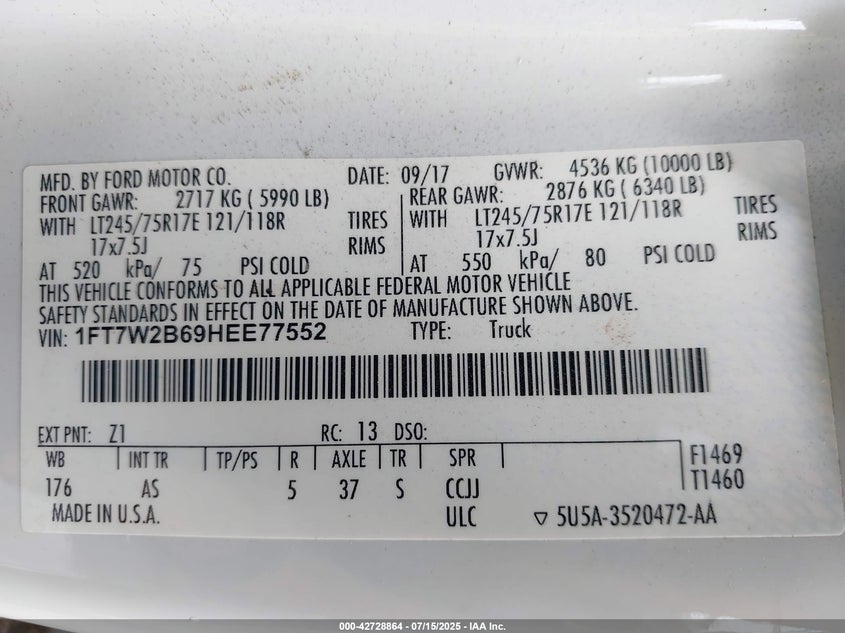 MFD. BY FORD MOTOR CO. DATE: 09/17 GVWR: 4536 KG (10000 LB)
FRONT GAWR: 2717 KG ( 5990 LB) REAR GAWR: 2876 KG ( 6340 LB)
WITH LT245/75R17E 121/118R TIRES WITH LT245/75R17E 121/118R TIRES
17x7.5J RIMS 17x7.5J RIMS
AT 520 kPa/ 75 PSI COLD AT 550 kPa/ 80 PSI COLD
THIS VEHICLE CONFORMS TO ALL APPLICABLE FEDERAL MOTOR VEHICLE
SAFETY STANDARDS IN EFFECT ON THE DATE OF MANUFACTURE SHOWN ABOVE.
VIN: 1FT7W2B69HEE77552 TYPE: Truck
EXT PNT: Z1 RC: 13 DSO:
WB INT TR TP/PS R AXLE TR SPR F1469
176 AS 5 37 S CCJJ T1460
MADE IN U.S.A. ULC ▽ 5U5A-3520472-AA
000-42728864 / 07/15/2025 - IAA Inc.